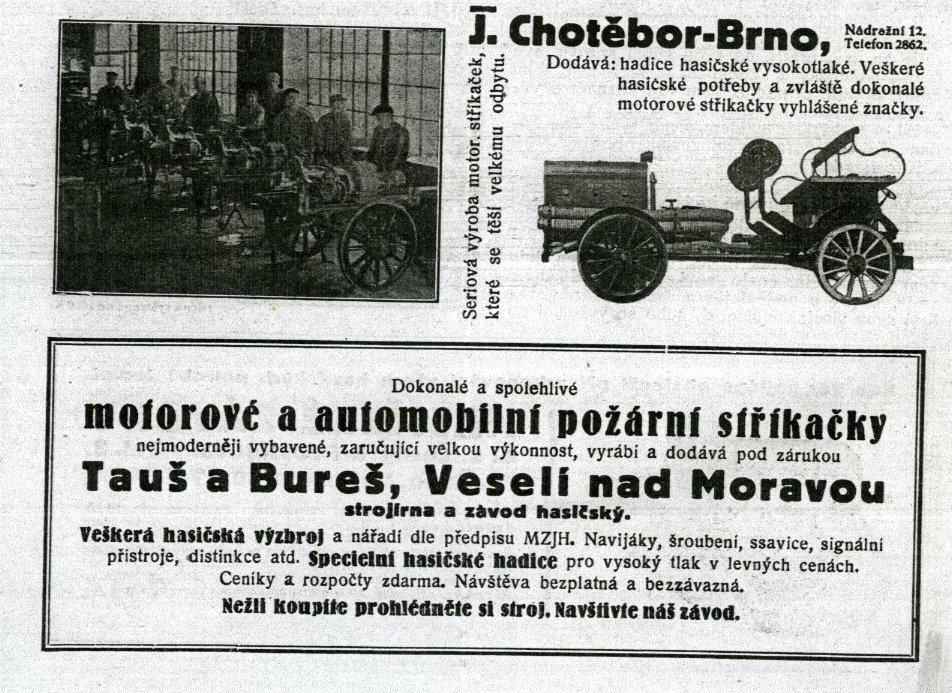 J. Chotěbor-Brno,
Nádražní 12.
Telefon 2862.
Dodává: hadice hasičské vysokotlaké. Veškeré
hasičské potřeby a zvláště dokonalé
motorové stříkačky vyhlášené značky.
Seriová výroba motor. stříkaček,
které se těší velkému odbytu.
Dokonalé a spolehlivé
motorové a automobilní požární stříkačky
nejmoderněji vybavené, zaručující velkou výkonnost, vyrábí a dodává pod zárukou
Tauš a Bureš, Veselí nad Moravou
strojírna a závod hasičský.
Veškerá hasičská výzbroj a nářadí dle předpisu MZJH. Navijáky, šroubení, ssavice, signální
přístroje, distinkce atd. Specielní hasičské hadice pro vysoký tlak v levných cenách.
Ceníky a rozpočty zdarma. Návštěva bezplatná a bezzávazná.
Nežli koupíte prohlédněte si stroj. Navštivte náš závod.